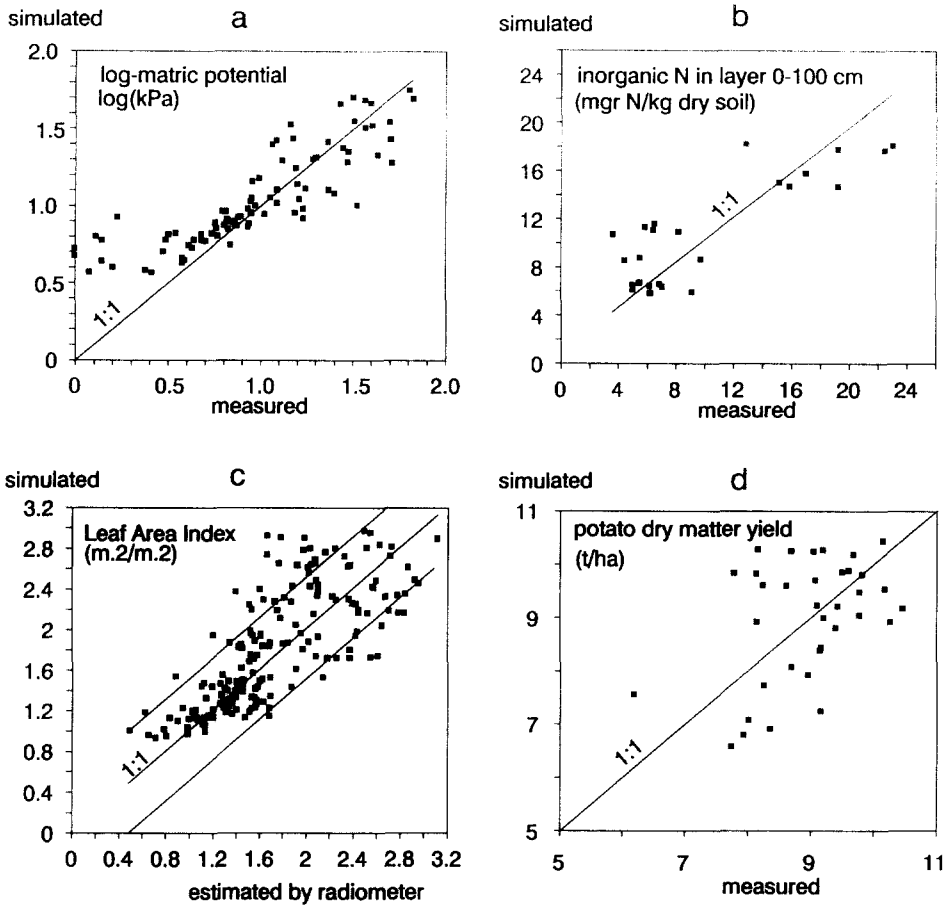 simulated
a
2.0
1.5
1.0
0.5
0
log-matric potential
log(kPa)
1:1
0 0.5 1.0 1.5 2.0
measured
b
24
20
16
12
8
4
0
inorganic N in layer 0-100 cm
(mgr N/kg dry soil)
1:1
0 4 8 12 16 20 24
measured
simulated
c
3.2
2.8
2.4
2
1.6
1.2
0.8
0.4
0
Leaf Area Index
(m.2/m.2)
1:1
0 0.4 0.8 1.2 1.6 2 2.4 2.8 3.2
estimated by radiometer
simulated
d
11
9
7
5
potato dry matter yield
(t/ha)
1:1
5 7 9 11
measured